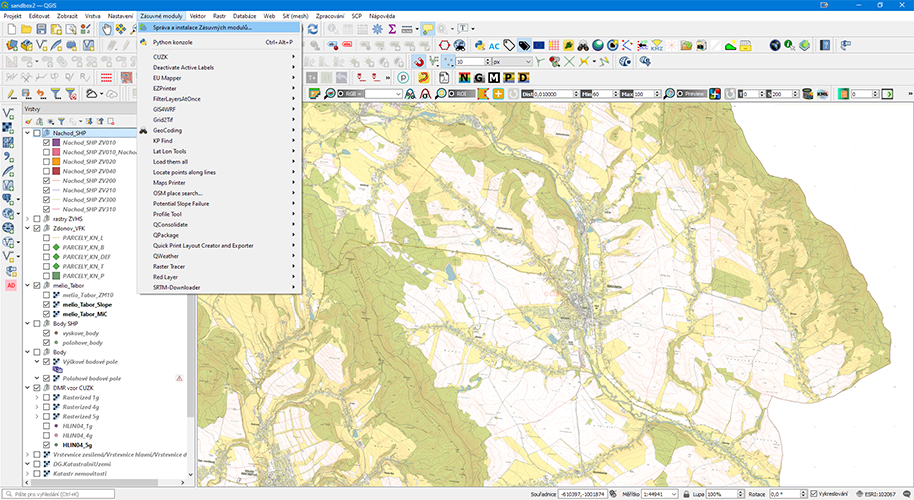 sandbox2 — QGIS
Projekt Editovat Zobrazit Vrstva Nastavení Zásuvné moduly Vektor Rastr Databáze Web Síť (mesh) Zpracování SCP Nápověda
Správa a instalace Zásuvných modulů...
Python konzole Ctrl+Alt+P
CUZK
Deactivate Active Labels
EU Mapper
EZPrinter
FilterLayersAtOnce
GIS4WRF
Grid2Tif
GeoCoding
KP Find
Lat Lon Tools
Load them all
Locate points along lines
Maps Printer
OSM place search...
Potential Slope Failure
Profile Tool
QConsolidate
QPackage
Quick Print Layout Creator and Exporter
QWeather
Raster Tracer
Red Layer
SRTM-Downloader
AC
KRZ
10 px
P
N G M P D
RGB = ROI Dist 0,010000 Min 60 Max 100 Preview T 0 S 200 KML 0
Vrstvy
Nachod_SHP
Nachod_SHP ZV010
Nachod_SHP ZV020
Nachod_SHP ZV040
Nachod_SHP ZV200
Nachod_SHP ZV210
Nachod_SHP ZV300
Nachod_SHP ZV310
rastry ZVHS
Zdonov_VFK
PARCELY_KN_L
PARCELY_KN_B
PARCELY_KN_DEF
PARCELY_KN_T
PARCELY_KN_P
AD
melio_Tabor
melio_Tabor_ZM10
melio_Tabor_Slope
melio_Tabor_MiC
Body SHP
vyskove_body
polohove_body
Body
Výškové bodové pole
Polohové bodové pole
DMR vzor CUZK
Rasterized 1g
Rasterized 4g
Rasterized 5g
HLIN04_1g
HLIN04_4g
HLIN04_5g
Vrstevnice zesílená/Vrstevnice hlavní/Vrstevnice d
DG.KatastralniUzemi
Katastr nemovitostí
Pište pro vyhledání (Ctrl+K) Souřadnice -610397,-1001874 Měřítko 1:44941 Lupa 100% Rotace 0,0 ° Vykreslování ESRI:102067